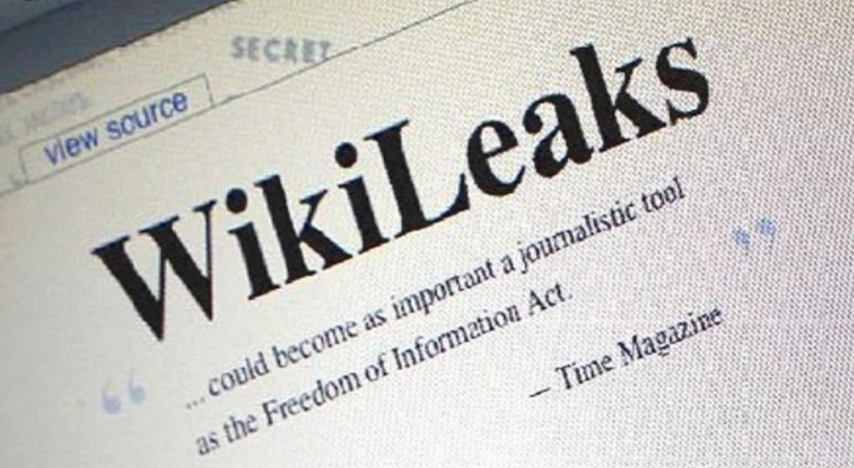 SECRET
view source
WikiLeaks
“
...could become as important a journalistic tool
as the Freedom of Information Act.
”
– Time Magazine